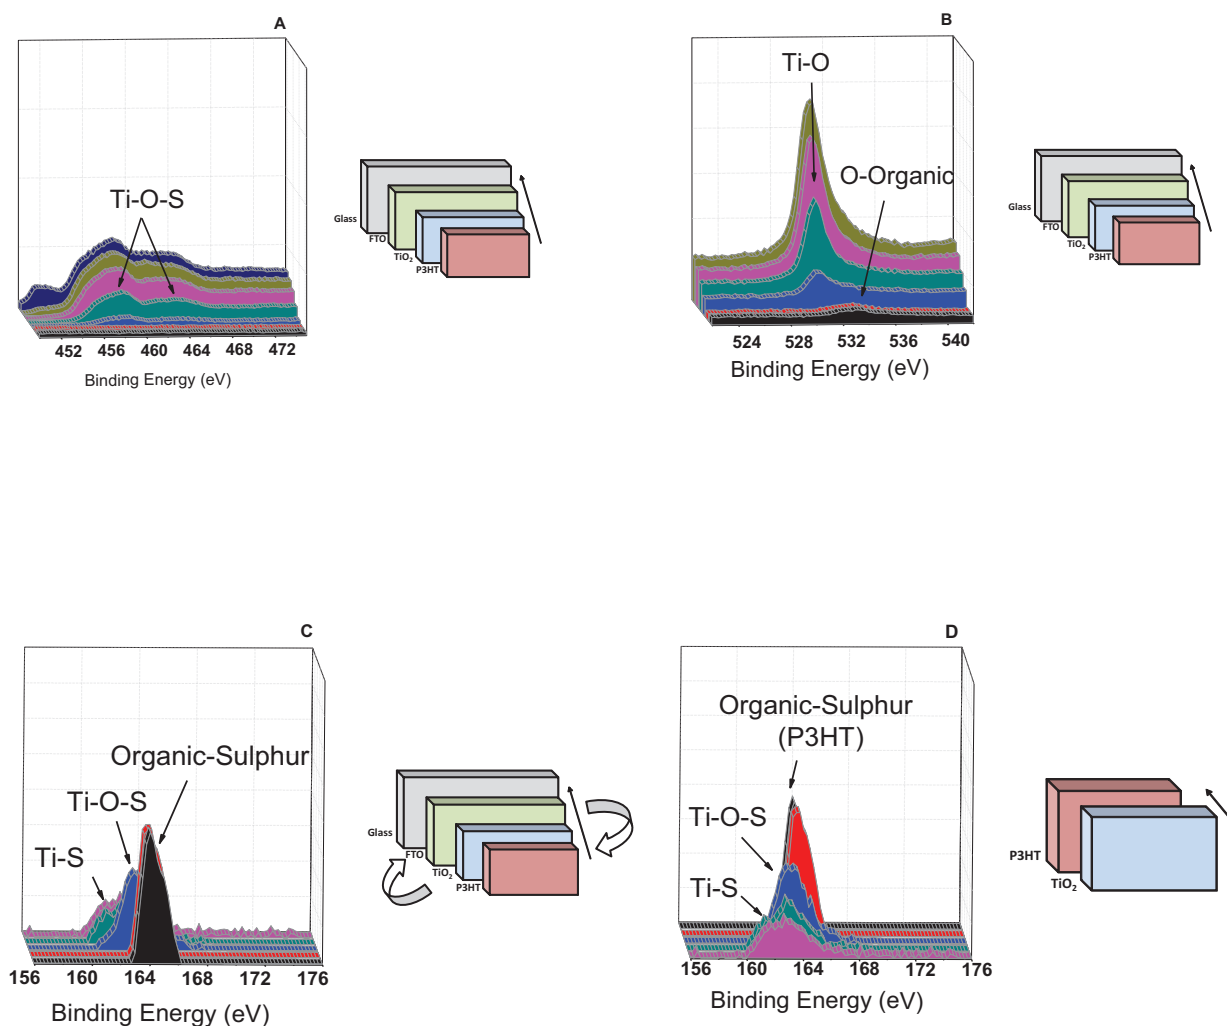 A
Ti-O-S
Glass
FTO
TiO2
P3HT
452 456 460 464 468 472
Binding Energy (eV)
B
Ti-O
O-Organic
Glass
FTO
TiO2
P3HT
524 528 532 536 540
Binding Energy (eV)
C
Organic-Sulphur
Ti-O-S
Ti-S
Glass
FTO
TiO2
P3HT
156 160 164 168 172 176
Binding Energy (eV)
D
Organic-Sulphur
(P3HT)
Ti-O-S
Ti-S
P3HT
TiO2
156 160 164 168 172 176
Binding Energy (eV)